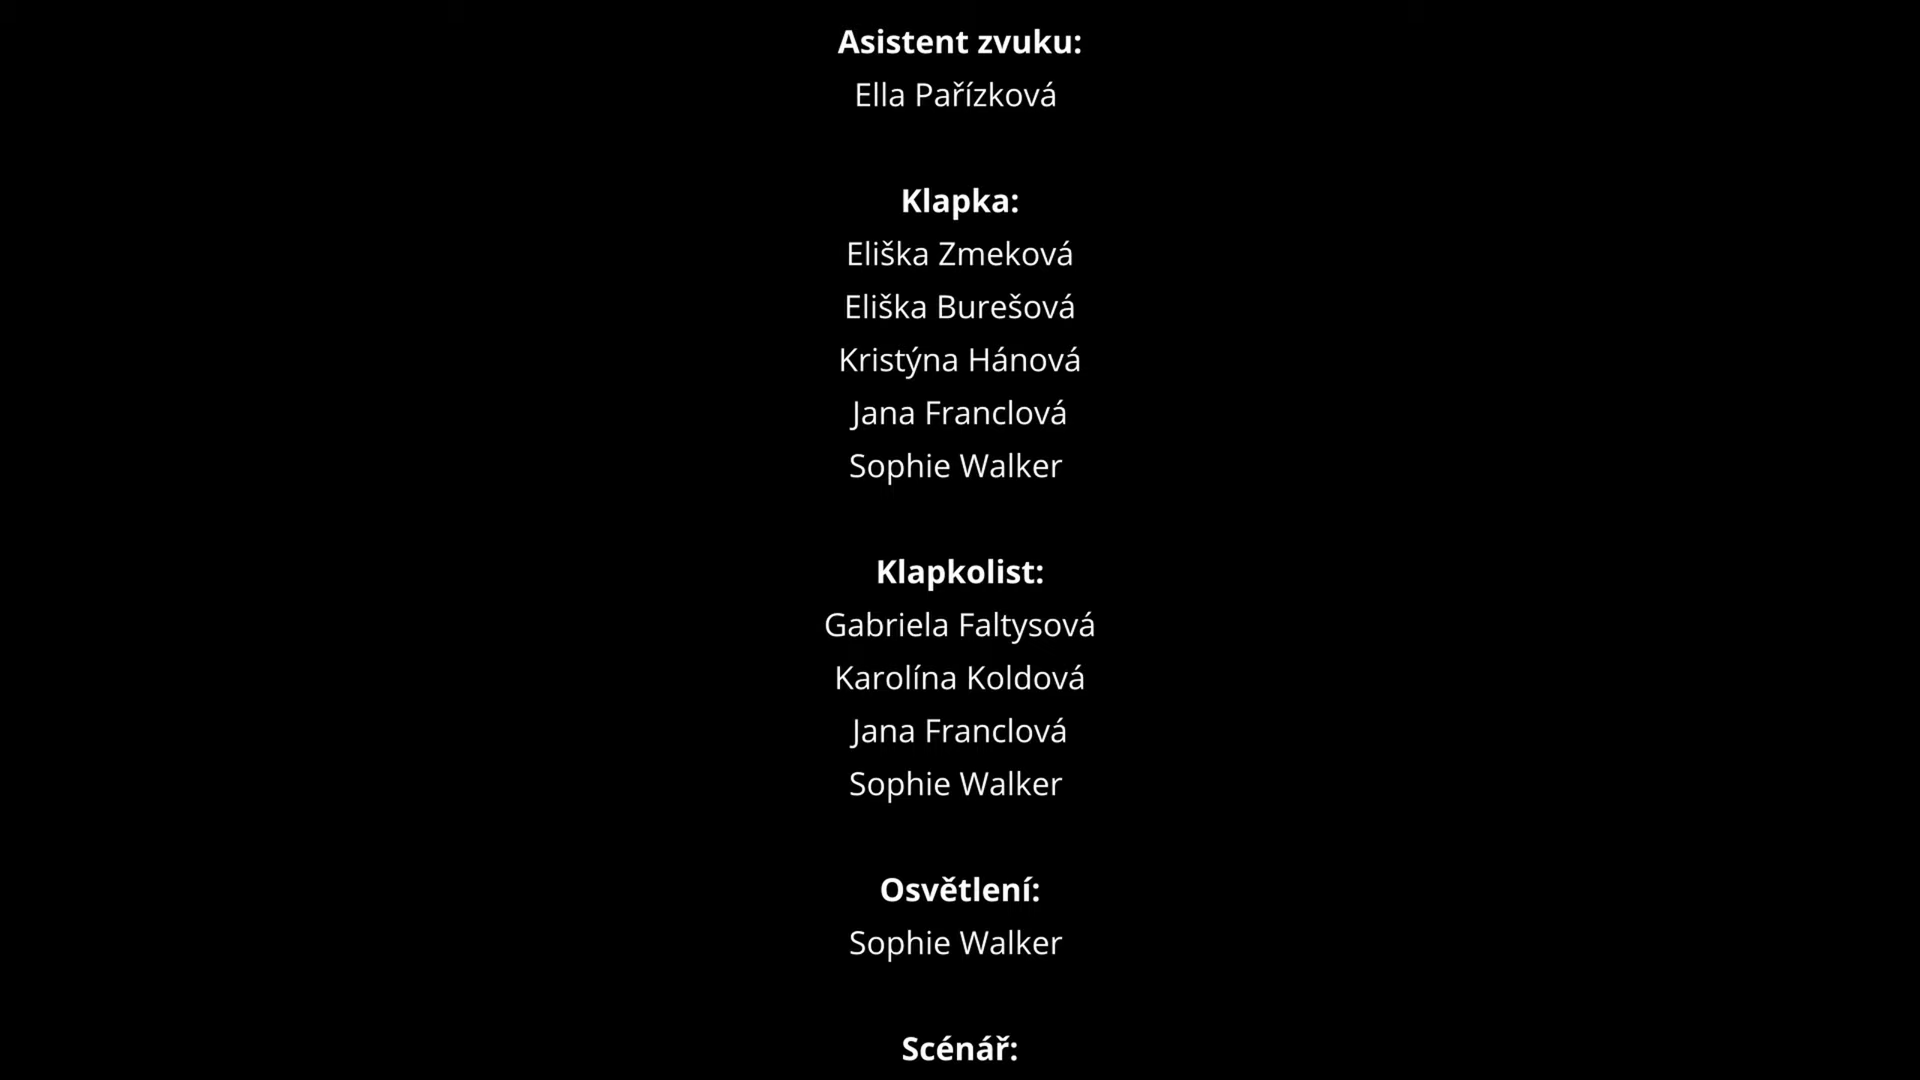 Asistent zvuku:
Ella Pařízková
Klapka:
Eliška Zmeková
Eliška Burešová
Kristýna Hánová
Jana Franclová
Sophie Walker
Klapkolist:
Gabriela Faltysová
Karolína Koldová
Jana Franclová
Sophie Walker
Osvětlení:
Sophie Walker
Scénář: